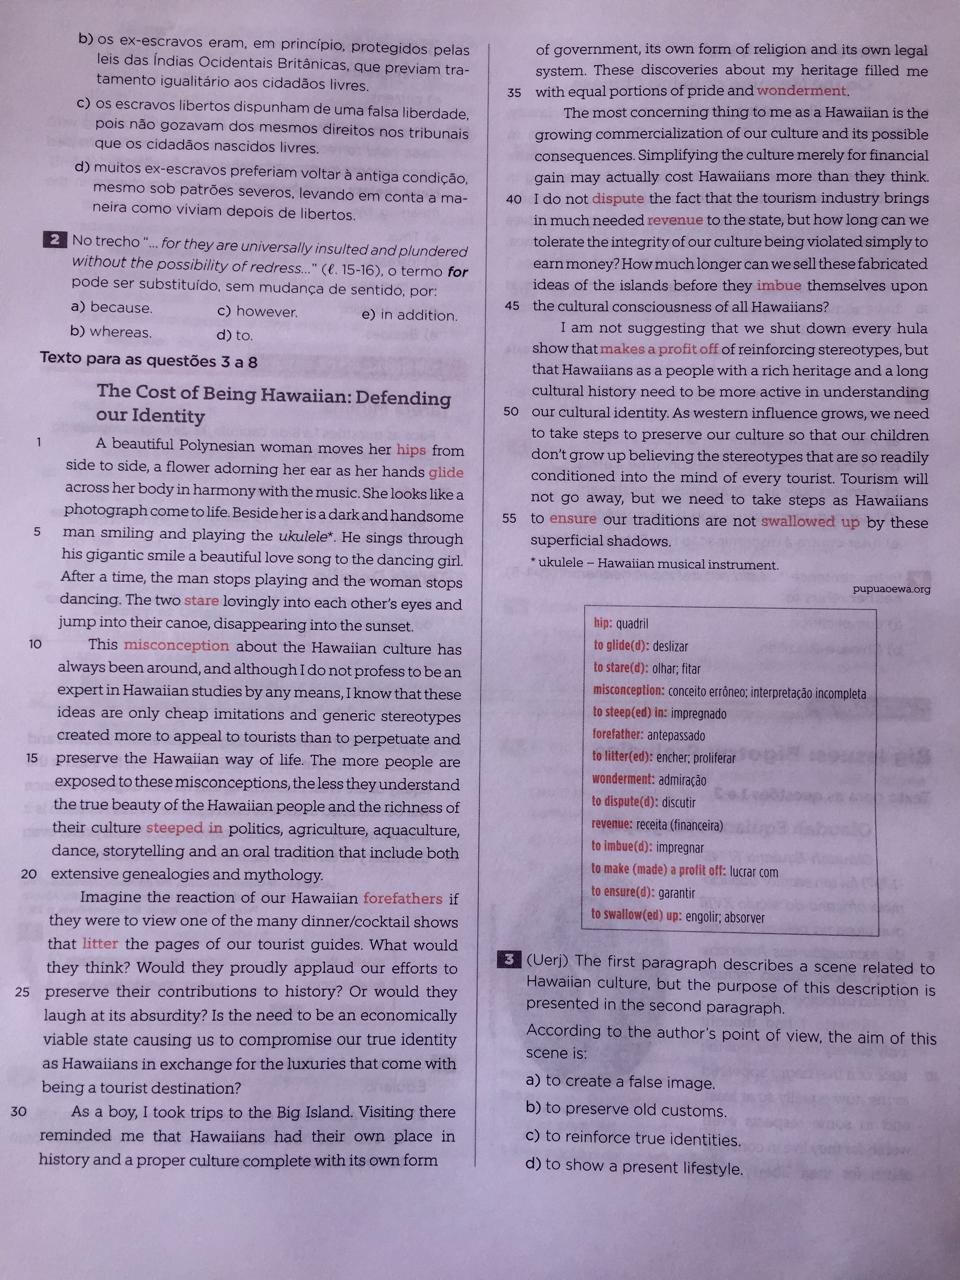 b) os ex-escravos eram, em princípio, protegidos pelas
leis das Índias Ocidentais Britânicas, que previam tra-
tamento igualitário aos cidadãos livres.
c) os escravos libertos dispunham de uma falsa liberdade,
pois não gozavam dos mesmos direitos nos tribunais
que os cidadãos nascidos livres.
d) muitos ex-escravos preferiam voltar à antiga condição,
mesmo sob patrões severos, levando em conta a ma-
neira como viviam depois de libertos.
2 No trecho "... for they are universally insulted and plundered
without the possibility of redress..." (ℓ. 15-16), o termo for
pode ser substituído, sem mudança de sentido, por:
a) because. c) however. e) in addition.
b) whereas. d) to.
Texto para as questões 3 a 8
The Cost of Being Hawaiian: Defending
our Identity
1 A beautiful Polynesian woman moves her hips from
side to side, a flower adorning her ear as her hands glide
across her body in harmony with the music. She looks like a
photograph come to life. Beside her is a dark and handsome
5 man smiling and playing the ukulele*. He sings through
his gigantic smile a beautiful love song to the dancing girl.
After a time, the man stops playing and the woman stops
dancing. The two stare lovingly into each other's eyes and
jump into their canoe, disappearing into the sunset.
10 This misconception about the Hawaiian culture has
always been around, and although I do not profess to be an
expert in Hawaiian studies by any means, I know that these
ideas are only cheap imitations and generic stereotypes
created more to appeal to tourists than to perpetuate and
15 preserve the Hawaiian way of life. The more people are
exposed to these misconceptions, the less they understand
the true beauty of the Hawaiian people and the richness of
their culture steeped in politics, agriculture, aquaculture,
dance, storytelling and an oral tradition that include both
20 extensive genealogies and mythology.
Imagine the reaction of our Hawaiian forefathers if
they were to view one of the many dinner/cocktail shows
that litter the pages of our tourist guides. What would
they think? Would they proudly applaud our efforts to
25 preserve their contributions to history? Or would they
laugh at its absurdity? Is the need to be an economically
viable state causing us to compromise our true identity
as Hawaiians in exchange for the luxuries that come with
being a tourist destination?
30 As a boy, I took trips to the Big Island. Visiting there
reminded me that Hawaiians had their own place in
history and a proper culture complete with its own form
of government, its own form of religion and its own legal
system. These discoveries about my heritage filled me
35 with equal portions of pride and wonderment.
The most concerning thing to me as a Hawaiian is the
growing commercialization of our culture and its possible
consequences. Simplifying the culture merely for financial
gain may actually cost Hawaiians more than they think.
40 I do not dispute the fact that the tourism industry brings
in much needed revenue to the state, but how long can we
tolerate the integrity of our culture being violated simply to
earn money? How much longer can we sell these fabricated
ideas of the islands before they imbue themselves upon
45 the cultural consciousness of all Hawaiians?
I am not suggesting that we shut down every hula
show that makes a profit off of reinforcing stereotypes, but
that Hawaiians as a people with a rich heritage and a long
cultural history need to be more active in understanding
50 our cultural identity. As western influence grows, we need
to take steps to preserve our culture so that our children
don't grow up believing the stereotypes that are so readily
conditioned into the mind of every tourist. Tourism will
not go away, but we need to take steps as Hawaiians
55 to ensure our traditions are not swallowed up by these
superficial shadows.
* ukulele – Hawaiian musical instrument.
pupuaoewa.org
hip: quadril
to glide(d): deslizar
to stare(d): olhar; fitar
misconception: conceito errôneo; interpretação incompleta
to steep(ed) in: impregnado
forefather: antepassado
to litter(ed): encher; proliferar
wonderment: admiração
to dispute(d): discutir
revenue: receita (financeira)
to imbue(d): impregnar
to make (made) a profit off: lucrar com
to ensure(d): garantir
to swallow(ed) up: engolir; absorver
3 (Uerj) The first paragraph describes a scene related to
Hawaiian culture, but the purpose of this description is
presented in the second paragraph.
According to the author's point of view, the aim of this
scene is:
a) to create a false image.
b) to preserve old customs.
c) to reinforce true identities.
d) to show a present lifestyle.